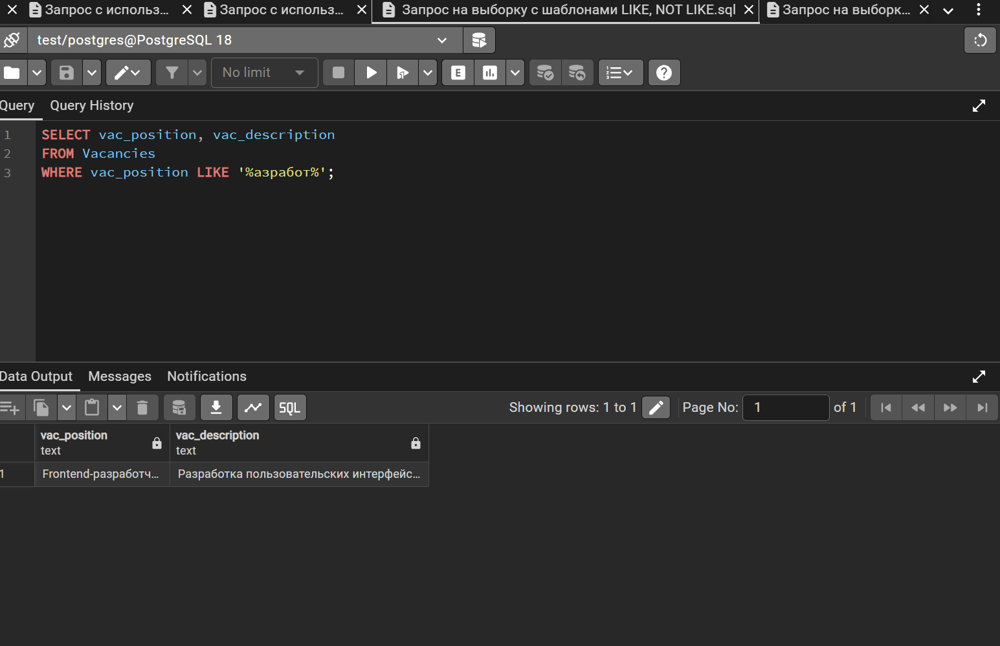 Запрос с использ...
Запрос с использ...
Запрос на выборку с шаблонами LIKE, NOT LIKE.sql
Запрос на выборк...
test/postgres@PostgreSQL 18
No limit
E
Query
Query History
1 SELECT vac_position, vac_description
2 FROM Vacancies
3 WHERE vac_position LIKE '%азработ%';
Data Output
Messages
Notifications
SQL
Showing rows: 1 to 1
Page No: 1 of 1
vac_position
text
vac_description
text
1 Frontend-разработч... Разработка пользовательских интерфейс...